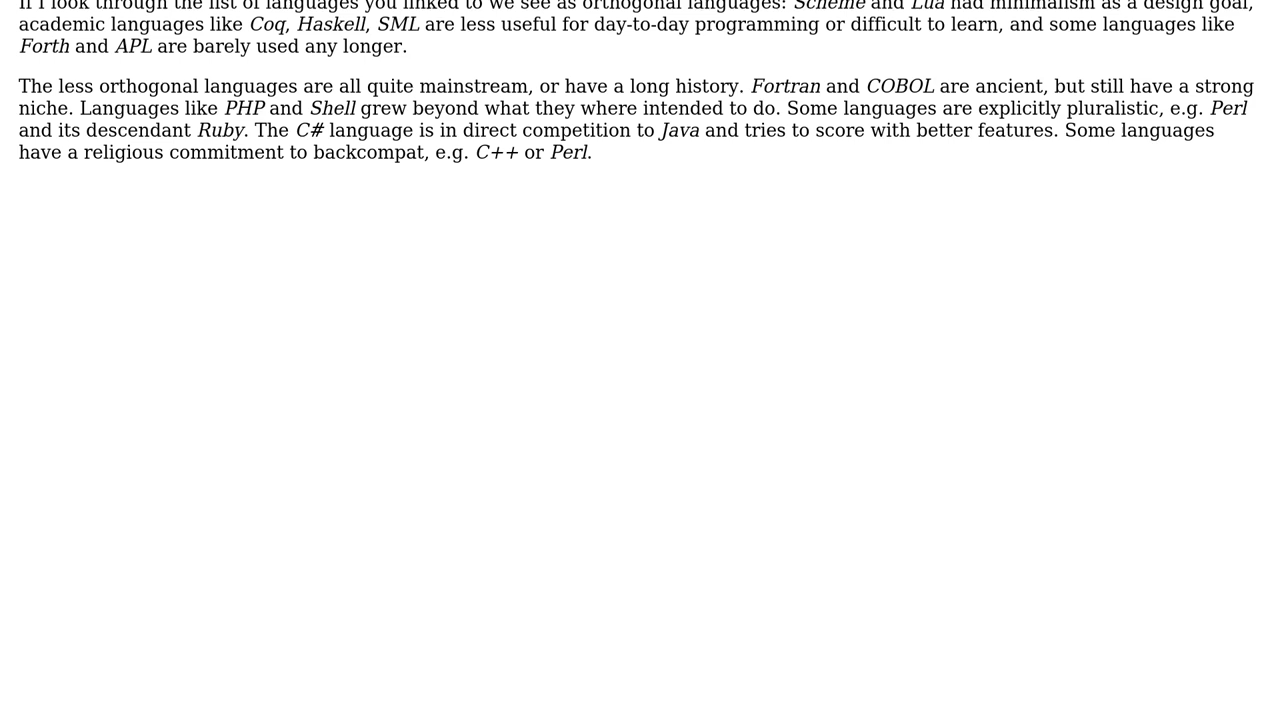 If I look through the list of languages you linked to we see as orthogonal languages: Scheme and Lua had minimalism as a design goal,
academic languages like Coq, Haskell, SML are less useful for day-to-day programming or difficult to learn, and some languages like
Forth and APL are barely used any longer.
The less orthogonal languages are all quite mainstream, or have a long history. Fortran and COBOL are ancient, but still have a strong
niche. Languages like PHP and Shell grew beyond what they where intended to do. Some languages are explicitly pluralistic, e.g. Perl
and its descendant Ruby. The C# language is in direct competition to Java and tries to score with better features. Some languages
have a religious commitment to backcompat, e.g. C++ or Perl.